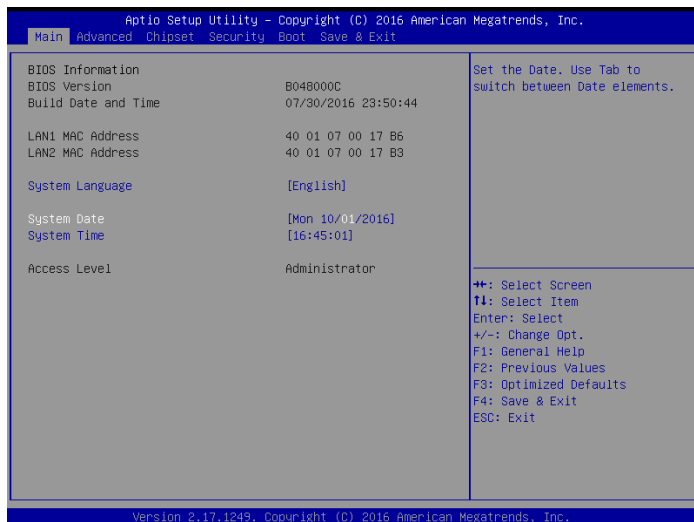 Aptio Setup Utility – Copyright (C) 2016 American Megatrends, Inc.
Main Advanced Chipset Security Boot Save & Exit
BIOS Information
BIOS Version B048000C
Build Date and Time 07/30/2016 23:50:44
LAN1 MAC Address 40 01 07 00 17 B6
LAN2 MAC Address 40 01 07 00 17 B3
System Language [English]
System Date [Mon 10/01/2016]
System Time [16:45:01]
Access Level Administrator
Set the Date. Use Tab to
switch between Date elements.
→←: Select Screen
↑↓: Select Item
Enter: Select
+/-: Change Opt.
F1: General Help
F2: Previous Values
F3: Optimized Defaults
F4: Save & Exit
ESC: Exit
Version 2.17.1249. Copyright (C) 2016 American Megatrends, Inc.